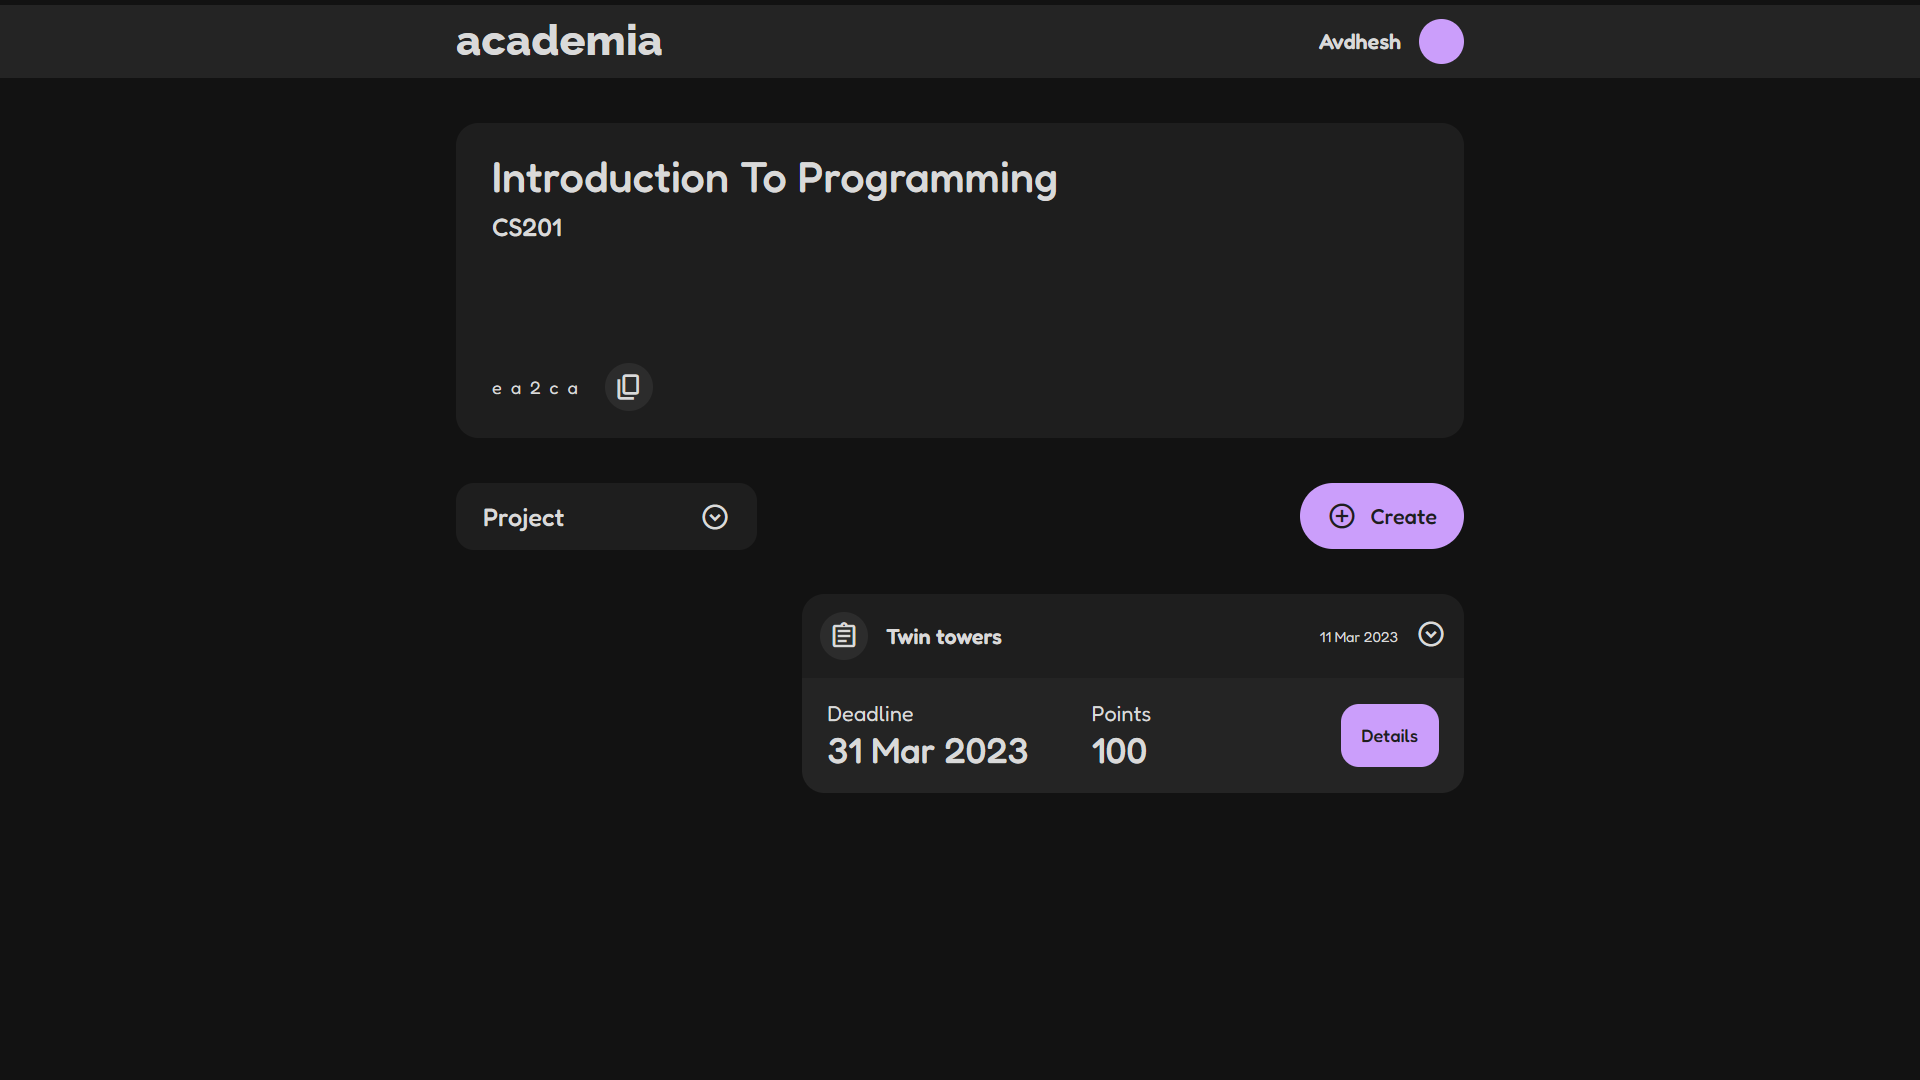 academia
Avdhesh
Introduction To Programming
CS201
ea2ca
Project
Create
Twin towers
11 Mar 2023
Deadline
Points
31 Mar 2023
100
Details